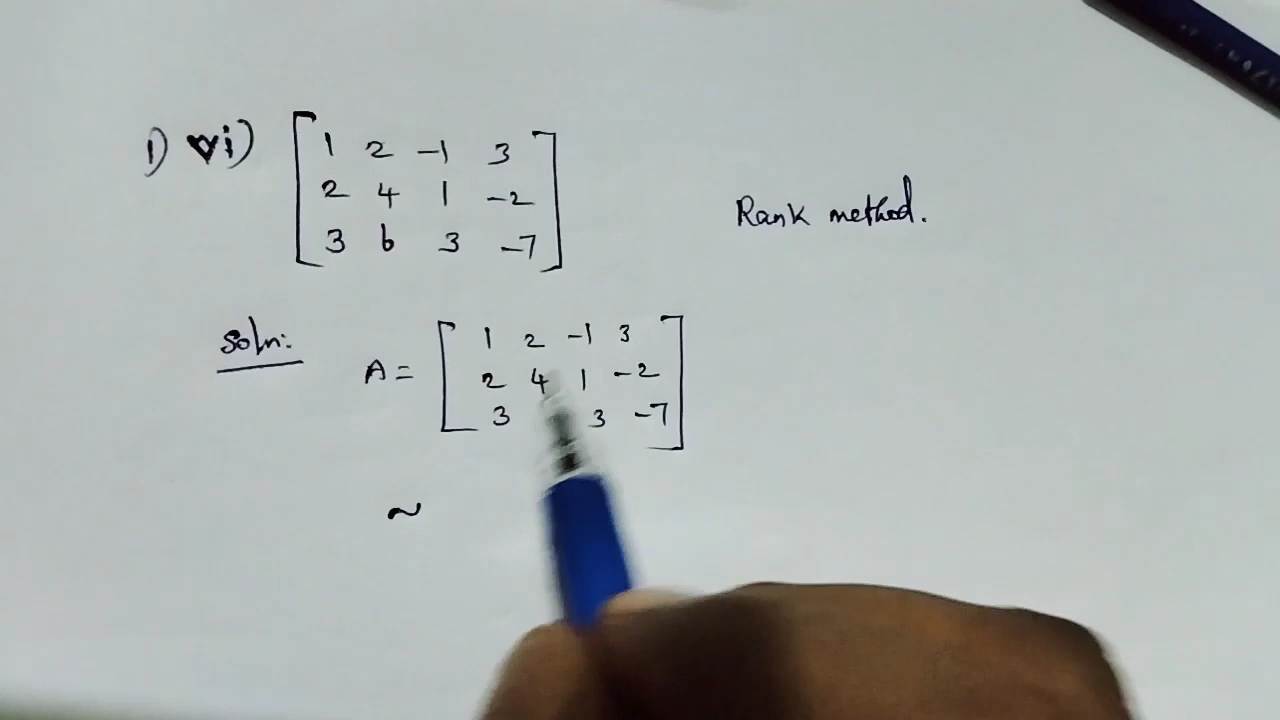 1) vi) 1 2 -1 3
2 4 1 -2
3 6 3 -7
Rank method.
Soln:
A = 1 2 -1 3
2 4 1 -2
3 3 -7
~